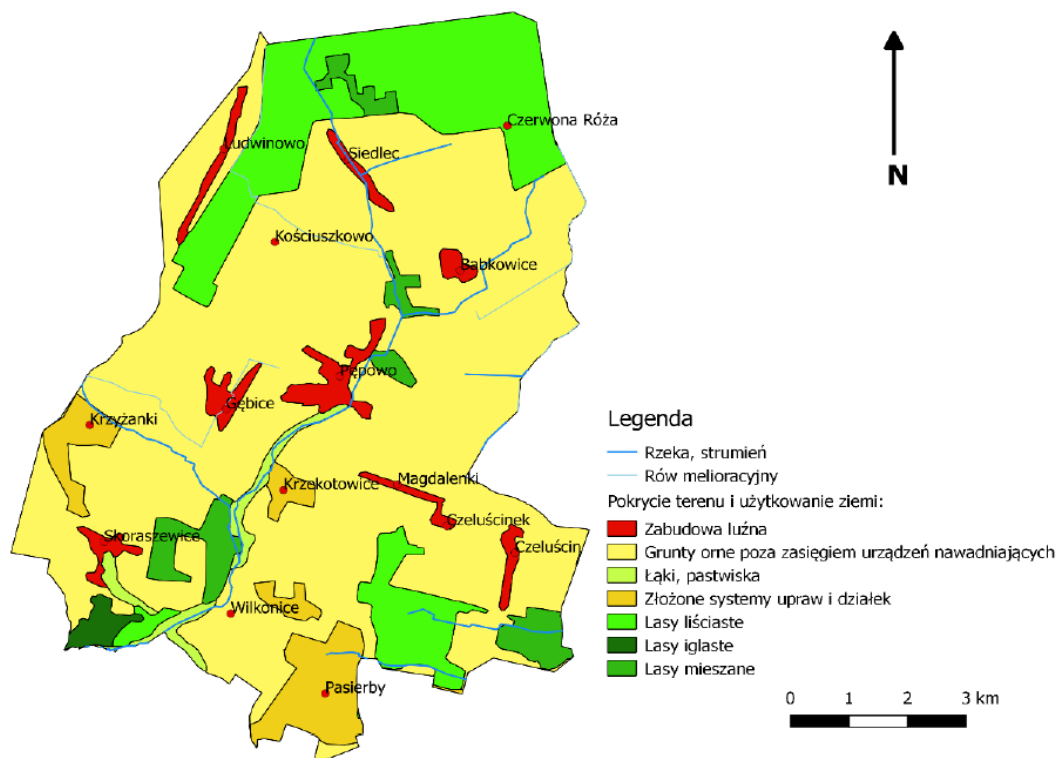 Czerwona Róża
Ludwinowo
Siedlec
N
Kościuszkowo
Babkowice
Pępowo
Gębice
Krzyżanki
Legenda
Rzeka, strumień
Rów melioracyjny
Pokrycie terenu i użytkowanie ziemi:
Zabudowa luźna
Grunty orne poza zasięgiem urządzeń nawadniających
Łąki, pastwiska
Złożone systemy upraw i działek
Lasy liściaste
Lasy iglaste
Lasy mieszane
Magdalenki
Krzekotowice
Czeluścinek
Skoraszewice
Czeluścin
Wilkonice
Pasierby
0 1 2 3 km